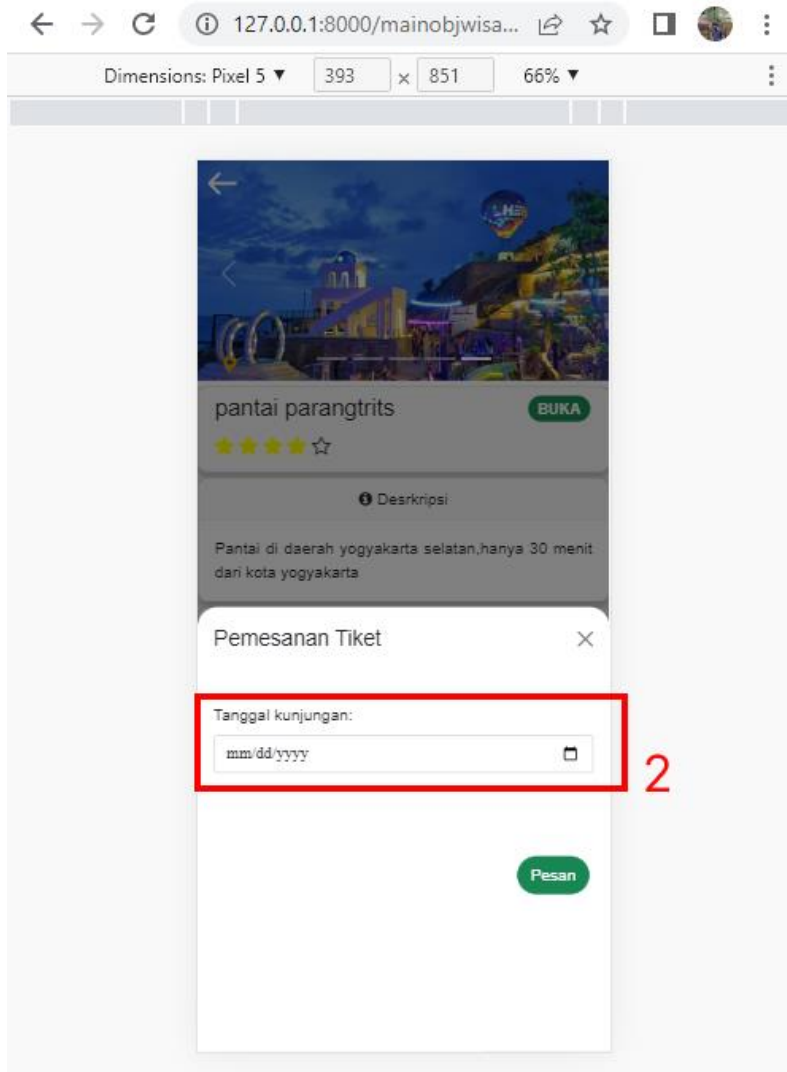 127.0.0.1:8000/mainobjwisa...
Dimensions: Pixel 5 ▼ 393 × 851 66% ▼
pantai parangtrits BUKA
Desrkripsi
Pantai di daerah yogyakarta selatan,hanya 30 menit
dari kota yogyakarta
Pemesanan Tiket ×
Tanggal kunjungan:
mm/dd/yyyy
2
Pesan